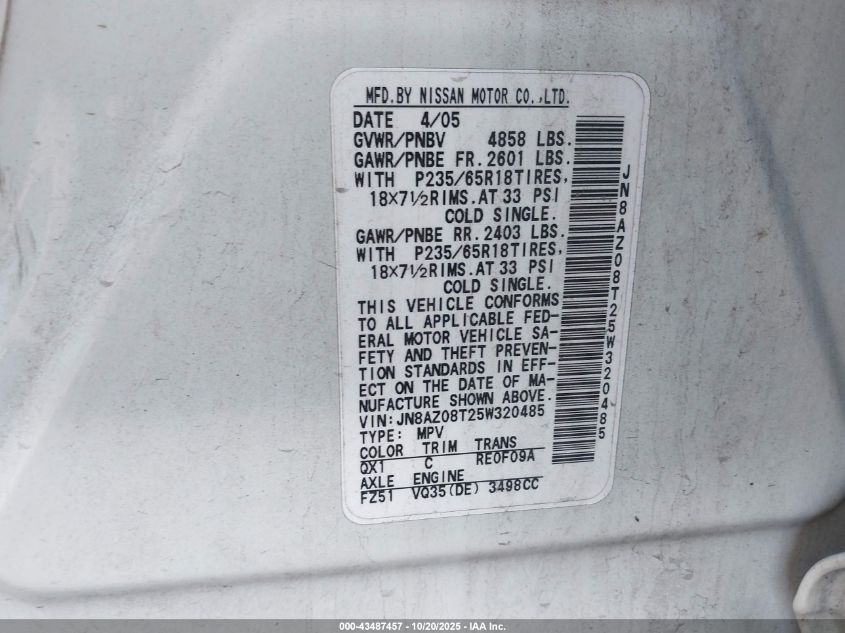 MFD.BY NISSAN MOTOR CO.,LTD.
DATE 4/05
GVWR/PNBV 4858 LBS.
GAWR/PNBE FR.2601 LBS.
WITH P235/65R18TIRES,
18X7½RIMS.AT 33 PSI
COLD SINGLE.
GAWR/PNBE RR.2403 LBS.
WITH P235/65R18TIRES,
18X7½RIMS.AT 33 PSI
COLD SINGLE.
THIS VEHICLE CONFORMS
TO ALL APPLICABLE FED-
ERAL MOTOR VEHICLE SA-
FETY AND THEFT PREVEN-
TION STANDARDS IN EFF-
ECT ON THE DATE OF MA-
NUFACTURE SHOWN ABOVE.
VIN:JN8AZ08T25W320485
TYPE: MPV
COLOR TRIM TRANS
QX1 C RE0F09A
AXLE ENGINE
FZ51 VQ35(DE) 3498CC
JN8AZ08T25W320485
000-43487457 - 10/20/2025 - IAA Inc.